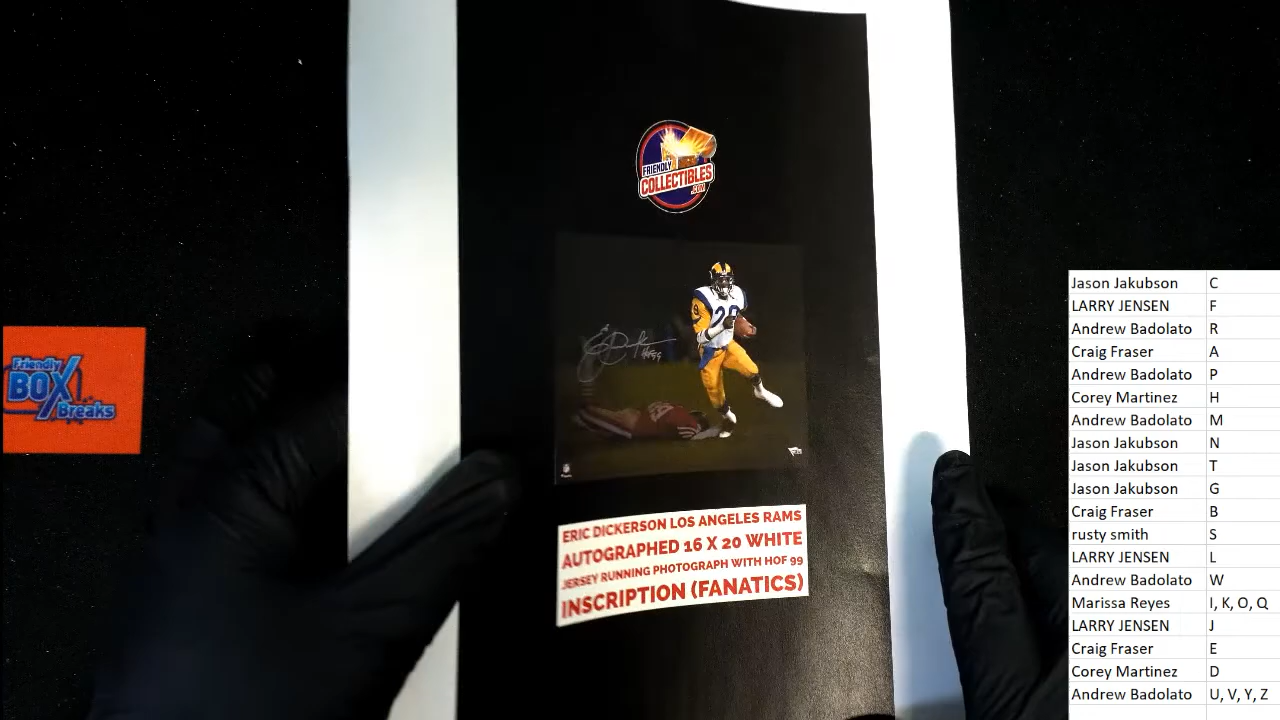 FRIENDLY
COLLECTIBLES
.COM
29
HOF 99
ERIC DICKERSON LOS ANGELES RAMS
AUTOGRAPHED 16 X 20 WHITE
JERSEY RUNNING PHOTOGRAPH WITH HOF 99
INSCRIPTION (FANATICS)
Friendly
BOX
Breaks
Jason Jakubson C
LARRY JENSEN F
Andrew Badolato R
Craig Fraser A
Andrew Badolato P
Corey Martinez H
Andrew Badolato M
Jason Jakubson N
Jason Jakubson T
Jason Jakubson G
Craig Fraser B
rusty smith S
LARRY JENSEN L
Andrew Badolato W
Marissa Reyes I, K, O, Q
LARRY JENSEN J
Craig Fraser E
Corey Martinez D
Andrew Badolato U, V, Y, Z